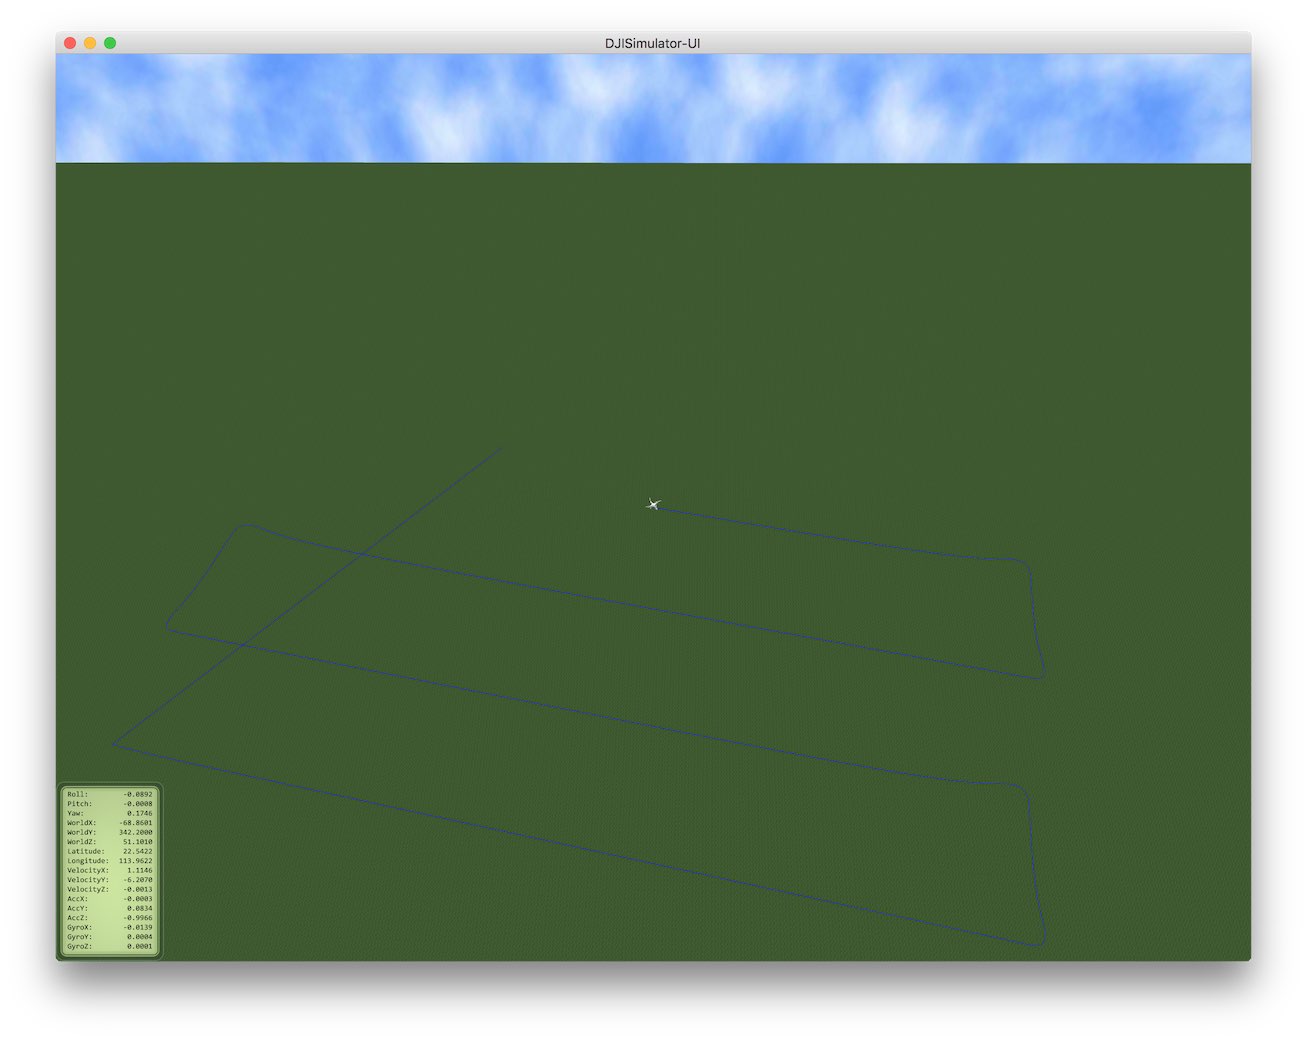 DJISimulator-UI
Roll: -0.0892
Pitch: -0.0008
Yaw: 0.1746
WorldX: -68.8601
WorldY: 342.2000
WorldZ: 51.1010
Latitude: 22.5422
Longitude: 113.9622
VelocityX: 1.1146
VelocityY: -6.2070
VelocityZ: -0.0013
AccX: -0.0003
AccY: 0.0834
AccZ: -0.9966
GyroX: -0.0139
GyroY: 0.0004
GyroZ: 0.0001